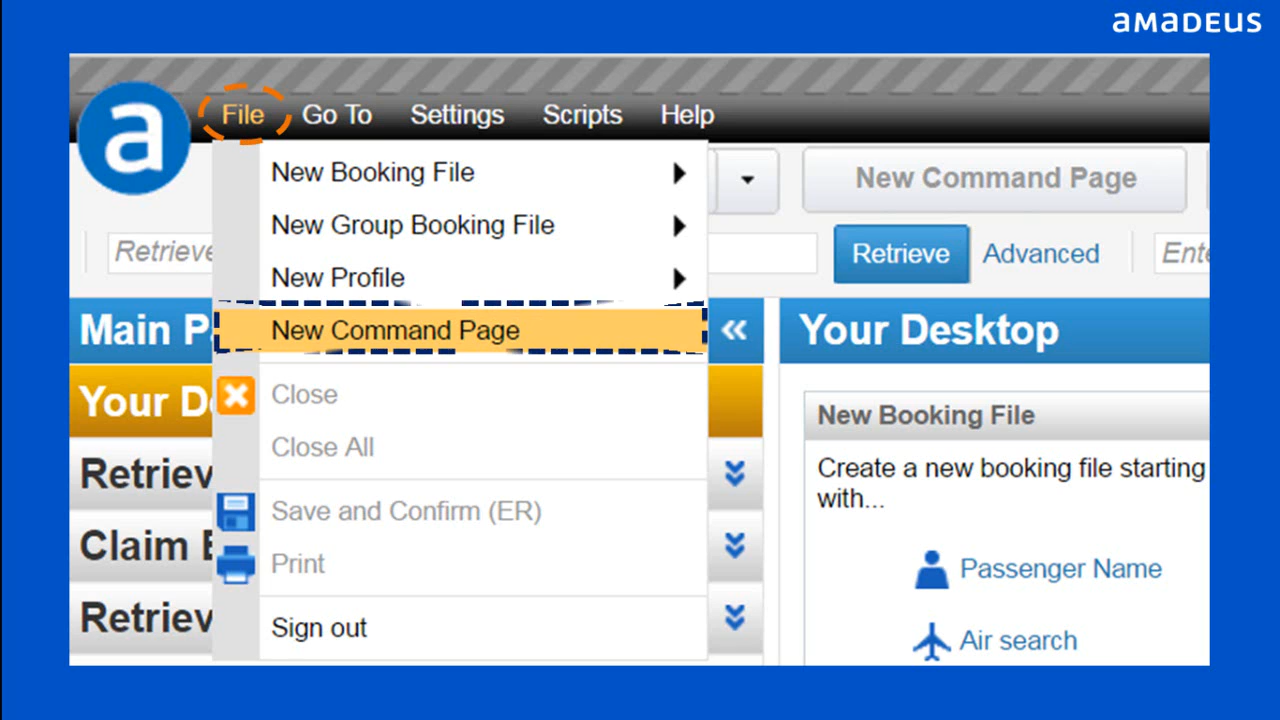 amadeus
a
File Go To Settings Scripts Help
New Booking File
New Group Booking File
New Profile
New Command Page
Close
Close All
Save and Confirm (ER)
Print
Sign out
New Command Page
Retrieve
Retrieve
Advanced
Main
Your
Claim
Your Desktop
New Booking File
Create a new booking file starting
with...
Passenger Name
Air search